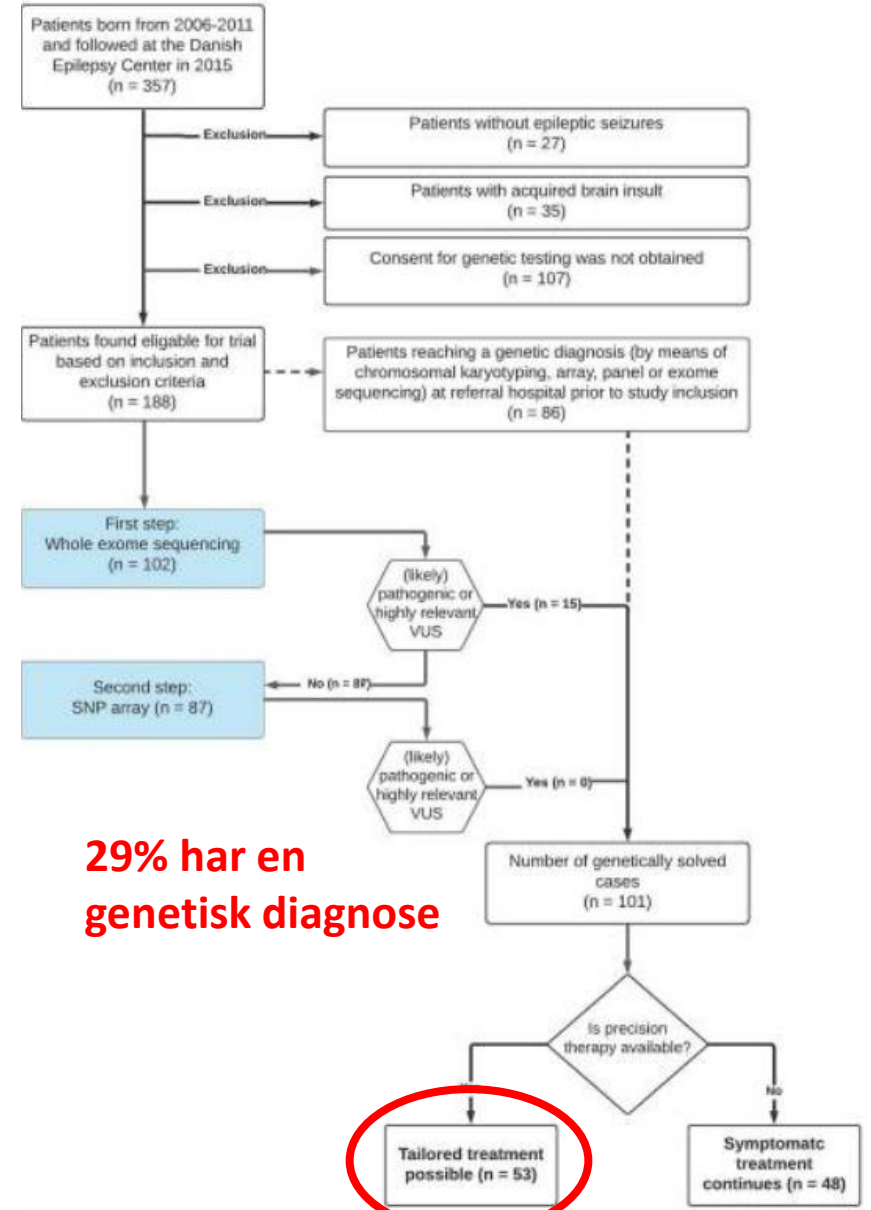 Patients born from 2006-2011
and followed at the Danish
Epilepsy Center in 2015
(n = 357)
Exclusion
Patients without epileptic seizures
(n = 27)
Exclusion
Patients with acquired brain insult
(n = 35)
Exclusion
Consent for genetic testing was not obtained
(n = 107)
Patients found eligable for trial
based on inclusion and
exclusion criteria
(n = 188)
Patients reaching a genetic diagnosis (by means of
chromosomal karyotyping, array, panel or exome
sequencing) at referral hospital prior to study inclusion
(n = 86)
First step:
Whole exome sequencing
(n = 102)
(likely)
pathogenic or
highly relevant
VUS
Yes (n = 15)
No (n = 87)
Second step:
SNP array (n = 87)
(likely)
pathogenic or
highly relevant
VUS
Yes (n = 0)
29% har en
genetisk diagnose
Number of genetically solved
cases
(n = 101)
Is precision
therapy available?
No
Tailored treatment
possible (n = 53)
Symptomatc
treatment
continues (n = 48)